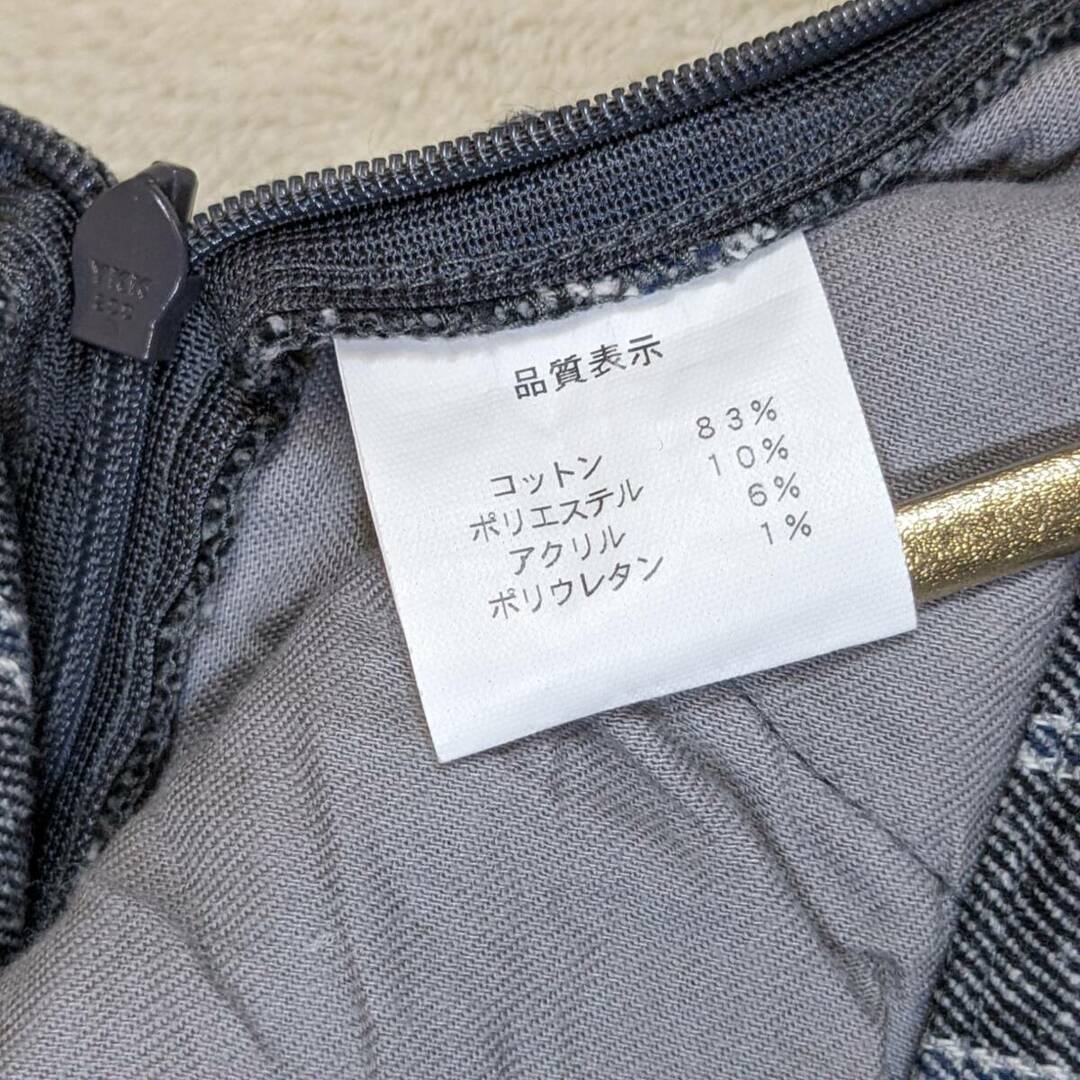 品質表示
コットン 83%
ポリエステル 10%
アクリル 6%
ポリウレタン 1%